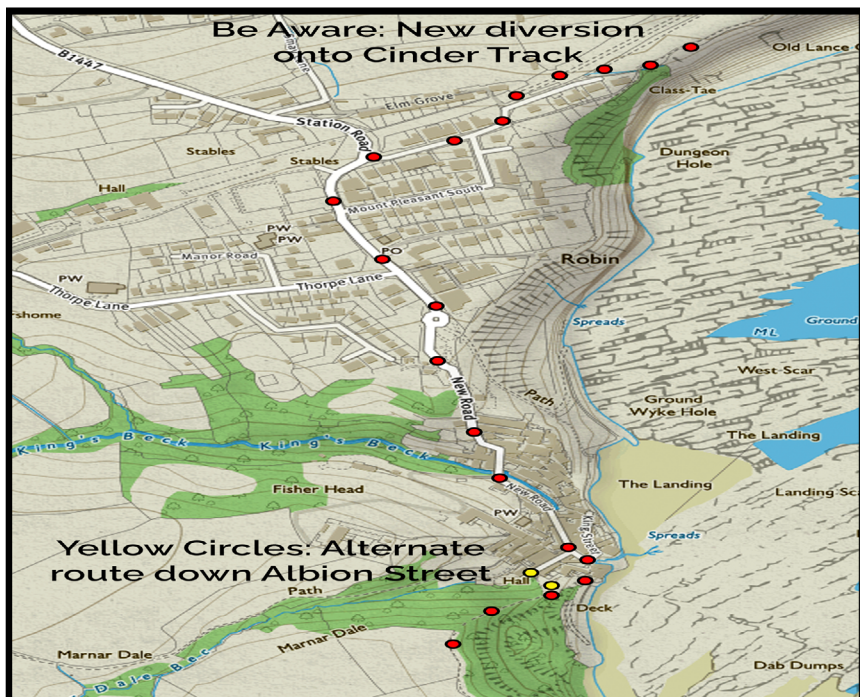 Be Aware: New diversion
onto Cinder Track
B1447
Old Lance
Elm Grove
Class-Tae
Station Road
Stables
Stables
Dungeon
Hole
Hall
Mount Pleasant South
PW
PW
PO
Manor Road
Robin
PW
Thorpe Lane
Thorpe Lane
shome
Spreads
ML
Ground
West Scar
New Road
Path
Ground
Wyke Hole
King's Beck
King's Beck
The Landing
Fisher Head
The Landing
Landing Sc
New Road
PW
King Street
Spreads
Yellow Circles: Alternate
route down Albion Street
Hall
Path
Deck
Marnar Dale
Marnar Dale
Dale Bec
Dab Dumps